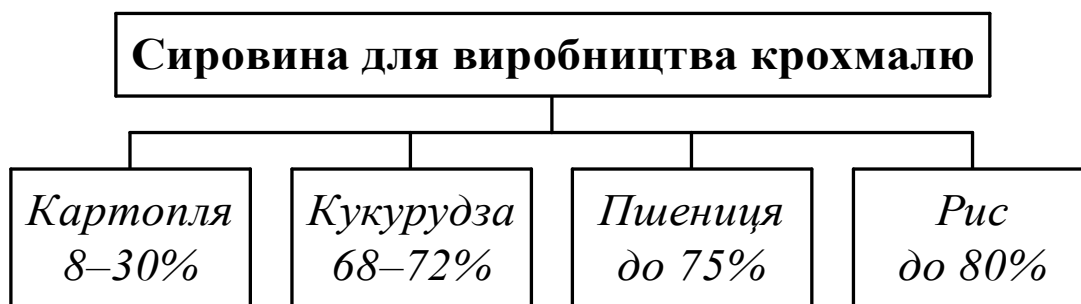 Сировина для виробництва крохмалю
Картопля
8–30%
Кукурудза
68–72%
Пшениця
до 75%
Рис
до 80%